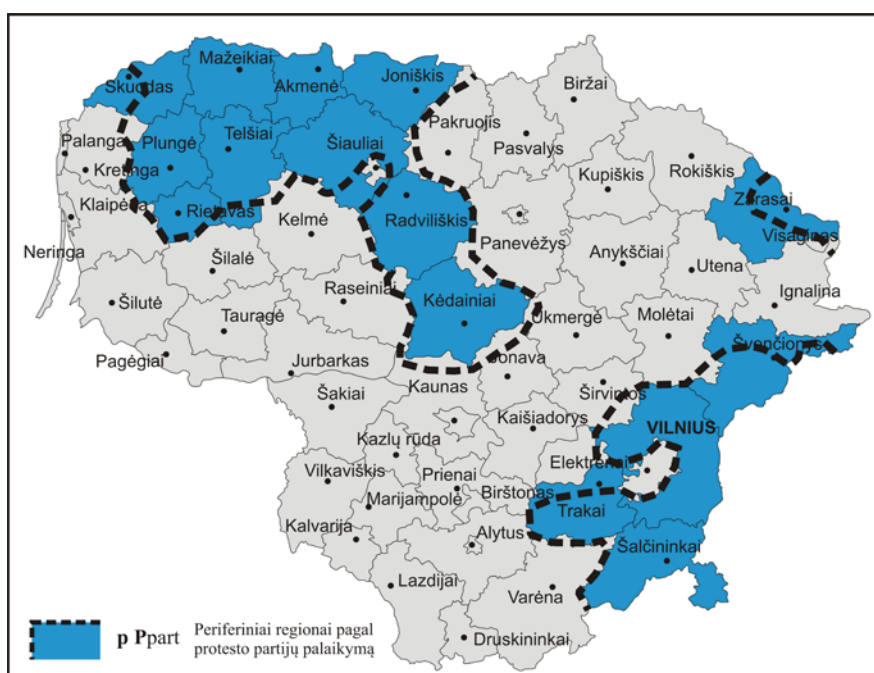 Mažeikiai
Skuodas
Akmenė
Joniškis
Biržai
Palanga
Plungė
Telšiai
Šiauliai
Pakruojis
Pasvalys
Kretinga
Rokiškis
Kupiškis
Klaipėda
Rietavas
Kelmė
Radviliškis
Zarasai
Visaginas
Neringa
Šilalė
Panevėžys
Anykščiai
Utena
Raseiniai
Kėdainiai
Ignalina
Šilutė
Tauragė
Ukmergė
Molėtai
Švenčionys
Pagėgiai
Jurbarkas
Jonava
Kaunas
Širvintos
Šakiai
Kaišiadorys
VILNIUS
Kazlų rūda
Elektrėnai
Vilkaviškis
Prienai
Marijampolė
Birštonas
Trakai
Kalvarija
Alytus
Šalčininkai
Lazdijai
Varėna
Druskininkai
p Ppart
Periferiniai regionai pagal
protesto partijų palaikymą